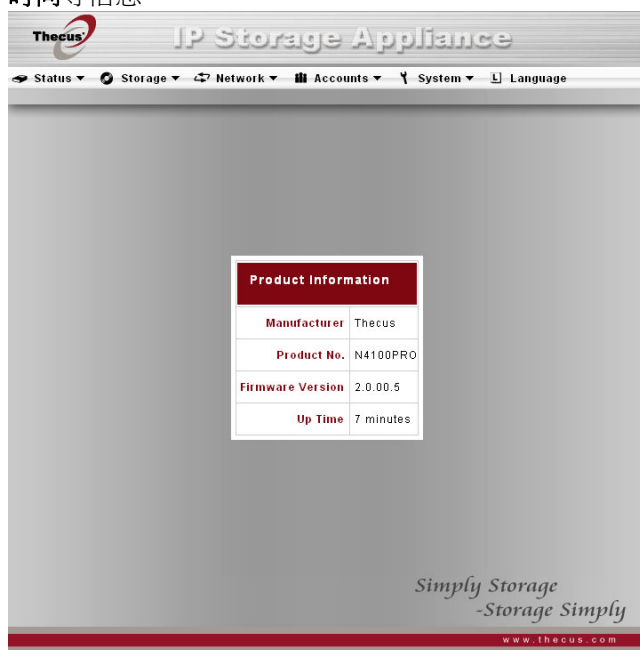 Thecus
IP Storage Appliance
Status
Storage
Network
Accounts
System
Language
Product Information
Manufacturer Thecus
Product No. N4100PRO
Firmware Version 2.0.00.5
Up Time 7 minutes
Simply Storage
-Storage Simply
www.thecus.com